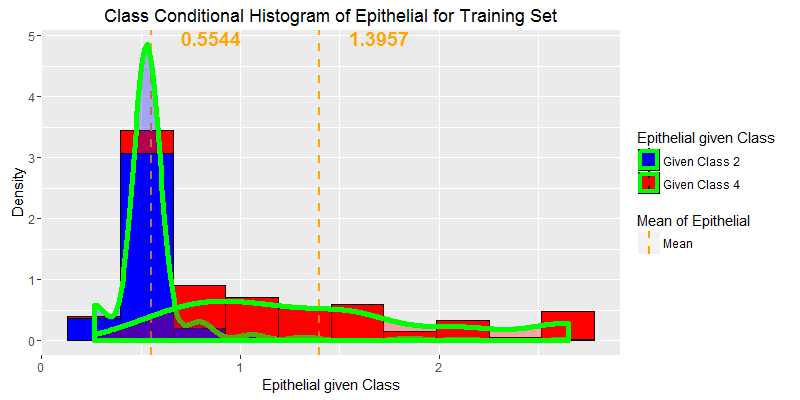 Class Conditional Histogram of Epithelial for Training Set
0.5544
1.3957
5
4
3
2
1
0
Density
0
1
2
Epithelial given Class
Epithelial given Class
Given Class 2
Given Class 4
Mean of Epithelial
Mean